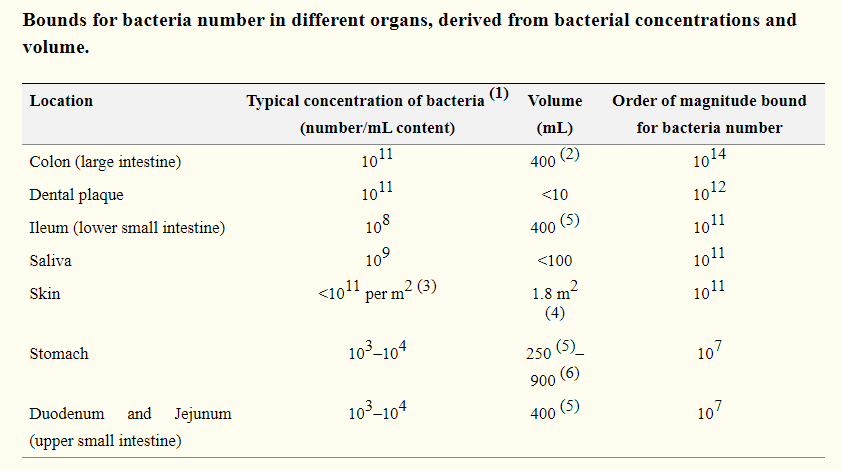 Bounds for bacteria number in different organs, derived from bacterial concentrations and
volume.
Location Typical concentration of bacteria (1) Volume Order of magnitude bound
(number/mL content) (mL) for bacteria number
Colon (large intestine) 10^11 400 (2) 10^14
Dental plaque 10^11 <10 10^12
Ileum (lower small intestine) 10^8 400 (5) 10^11
Saliva 10^9 <100 10^11
Skin <10^11 per m^2 (3) 1.8 m^2 10^11
(4)
Stomach 10^3–10^4 250 (5)– 10^7
900 (6)
Duodenum and Jejunum 10^3–10^4 400 (5) 10^7
(upper small intestine)